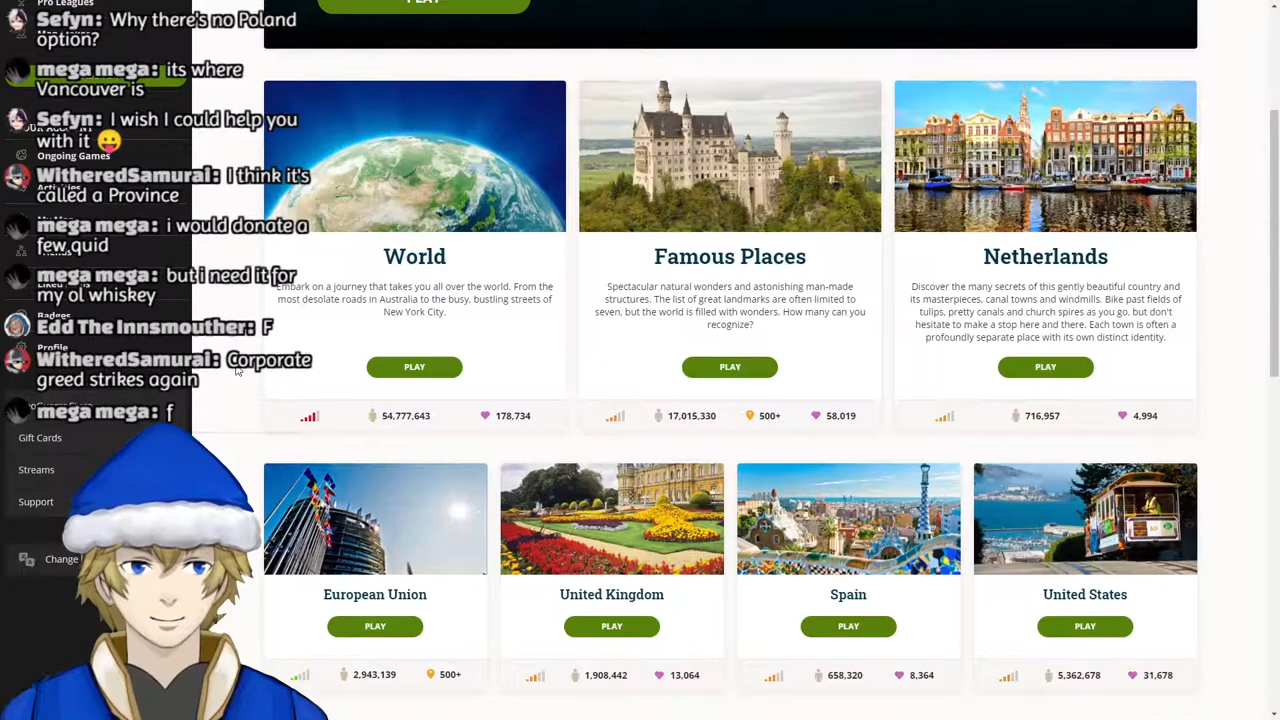 Pro Leagues
Sefyn: Why there's no Poland
option?
mega mega: its where
Vancouver is
Sefyn: I wish I could help you
with it 😛
Ongoing Games
WitheredSamurai: I think it's
called a Province
mega mega: i would donate a
few quid
mega mega: but i need it for
my ol whiskey
Badges
Edd The Innsmouther: F
Profile
WitheredSamurai: Corporate
greed strikes again
mega mega: f
Gift Cards
Streams
Support
Change
PLAY
World
Embark on a journey that takes you all over the world. From the
most desolate roads in Australia to the busy, bustling streets of
New York City.
PLAY
54,777.643
178,734
Famous Places
Spectacular natural wonders and astonishing man-made
structures. The list of great landmarks are often limited to
seven, but the world is filled with wonders. How many can you
recognize?
PLAY
17,015,330
500+
58,019
Netherlands
Discover the many secrets of this gently beautiful country and
its masterpieces, canal towns and windmills. Bike past fields of
tulips, pretty canals and church spires as you go, but don't
hesitate to make a stop here and there. Each town is often a
profoundly separate place with its own distinct identity.
PLAY
716,957
4,994
European Union
PLAY
2,943,139
500+
United Kingdom
PLAY
1,908,442
13,064
Spain
PLAY
658,320
8,364
United States
PLAY
5,362,678
31,678